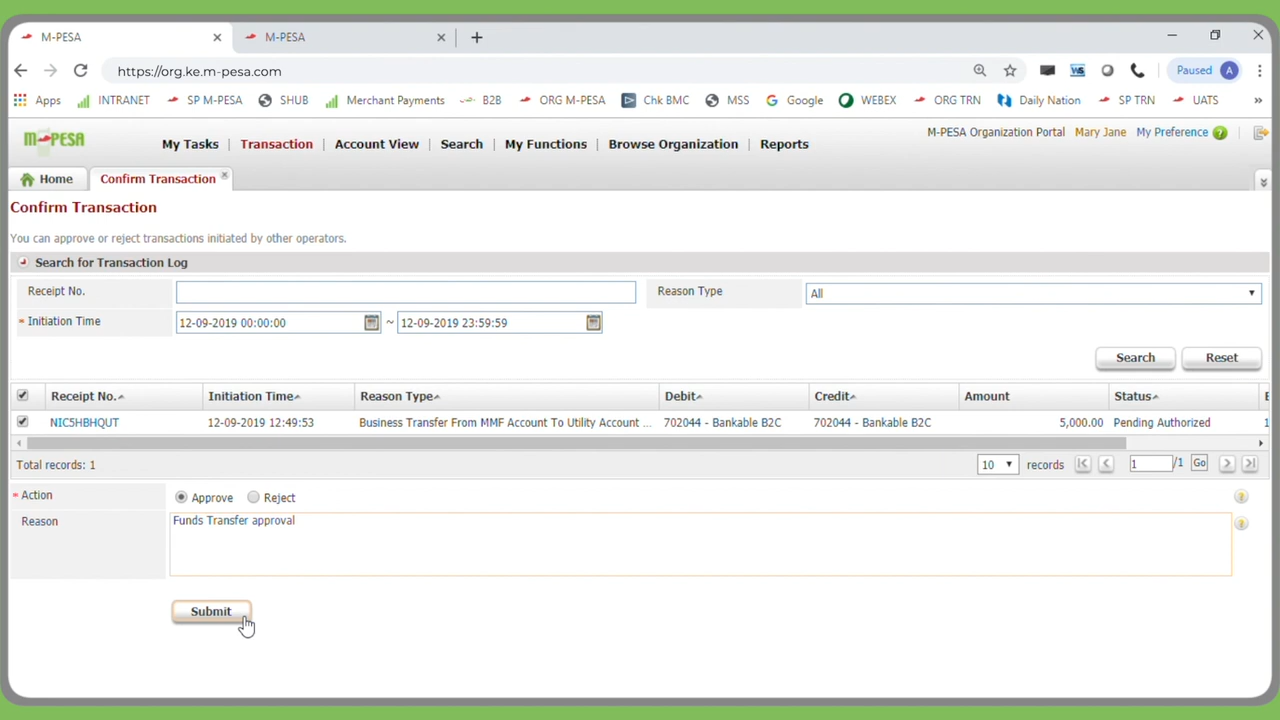 M-PESA
M-PESA
https://org.ke.m-pesa.com
Paused A
Apps INTRANET SP M-PESA SHUB Merchant Payments B2B ORG M-PESA Chk BMC MSS Google WEBEX ORG TRN Daily Nation SP TRN UATS »
M-PESA
M-PESA Organization Portal Mary Jane My Preference ?
My Tasks | Transaction | Account View | Search | My Functions | Browse Organization | Reports
Home Confirm Transaction
Confirm Transaction
You can approve or reject transactions initiated by other operators.
Search for Transaction Log
Receipt No. Reason Type All
* Initiation Time 12-09-2019 00:00:00 ~ 12-09-2019 23:59:59
Search Reset
Receipt No. Initiation Time Reason Type Debit Credit Amount Status
NIC5HBHQUT 12-09-2019 12:49:53 Business Transfer From MMF Account To Utility Account ... 702044 - Bankable B2C 702044 - Bankable B2C 5,000.00 Pending Authorized 1
Total records: 1 10 records 1 /1 Go
* Action Approve Reject ?
Reason Funds Transfer approval ?
Submit